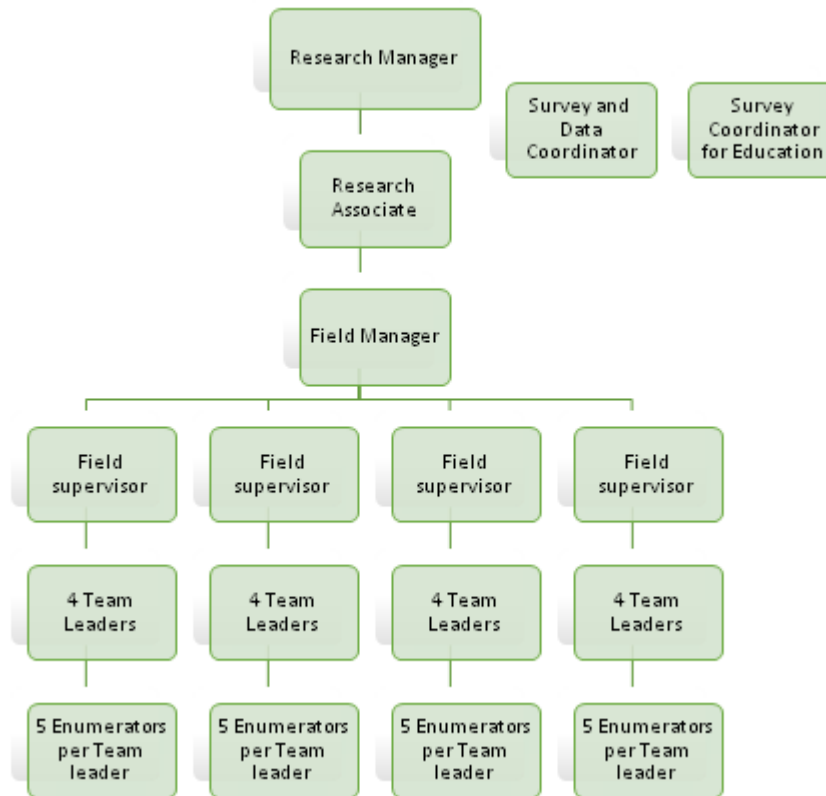 Research Manager
Survey and
Data
Coordinator
Survey
Coordinator
for Education
Research
Associate
Field Manager
Field
supervisor
Field
supervisor
Field
supervisor
Field
supervisor
4 Team
Leaders
4 Team
Leaders
4 Team
Leaders
4 Team
Leaders
5 Enumerators
per Team
leader
5 Enumerators
per Team
leader
5 Enumerators
per Team
leader
5 Enumerators
per Team
leader